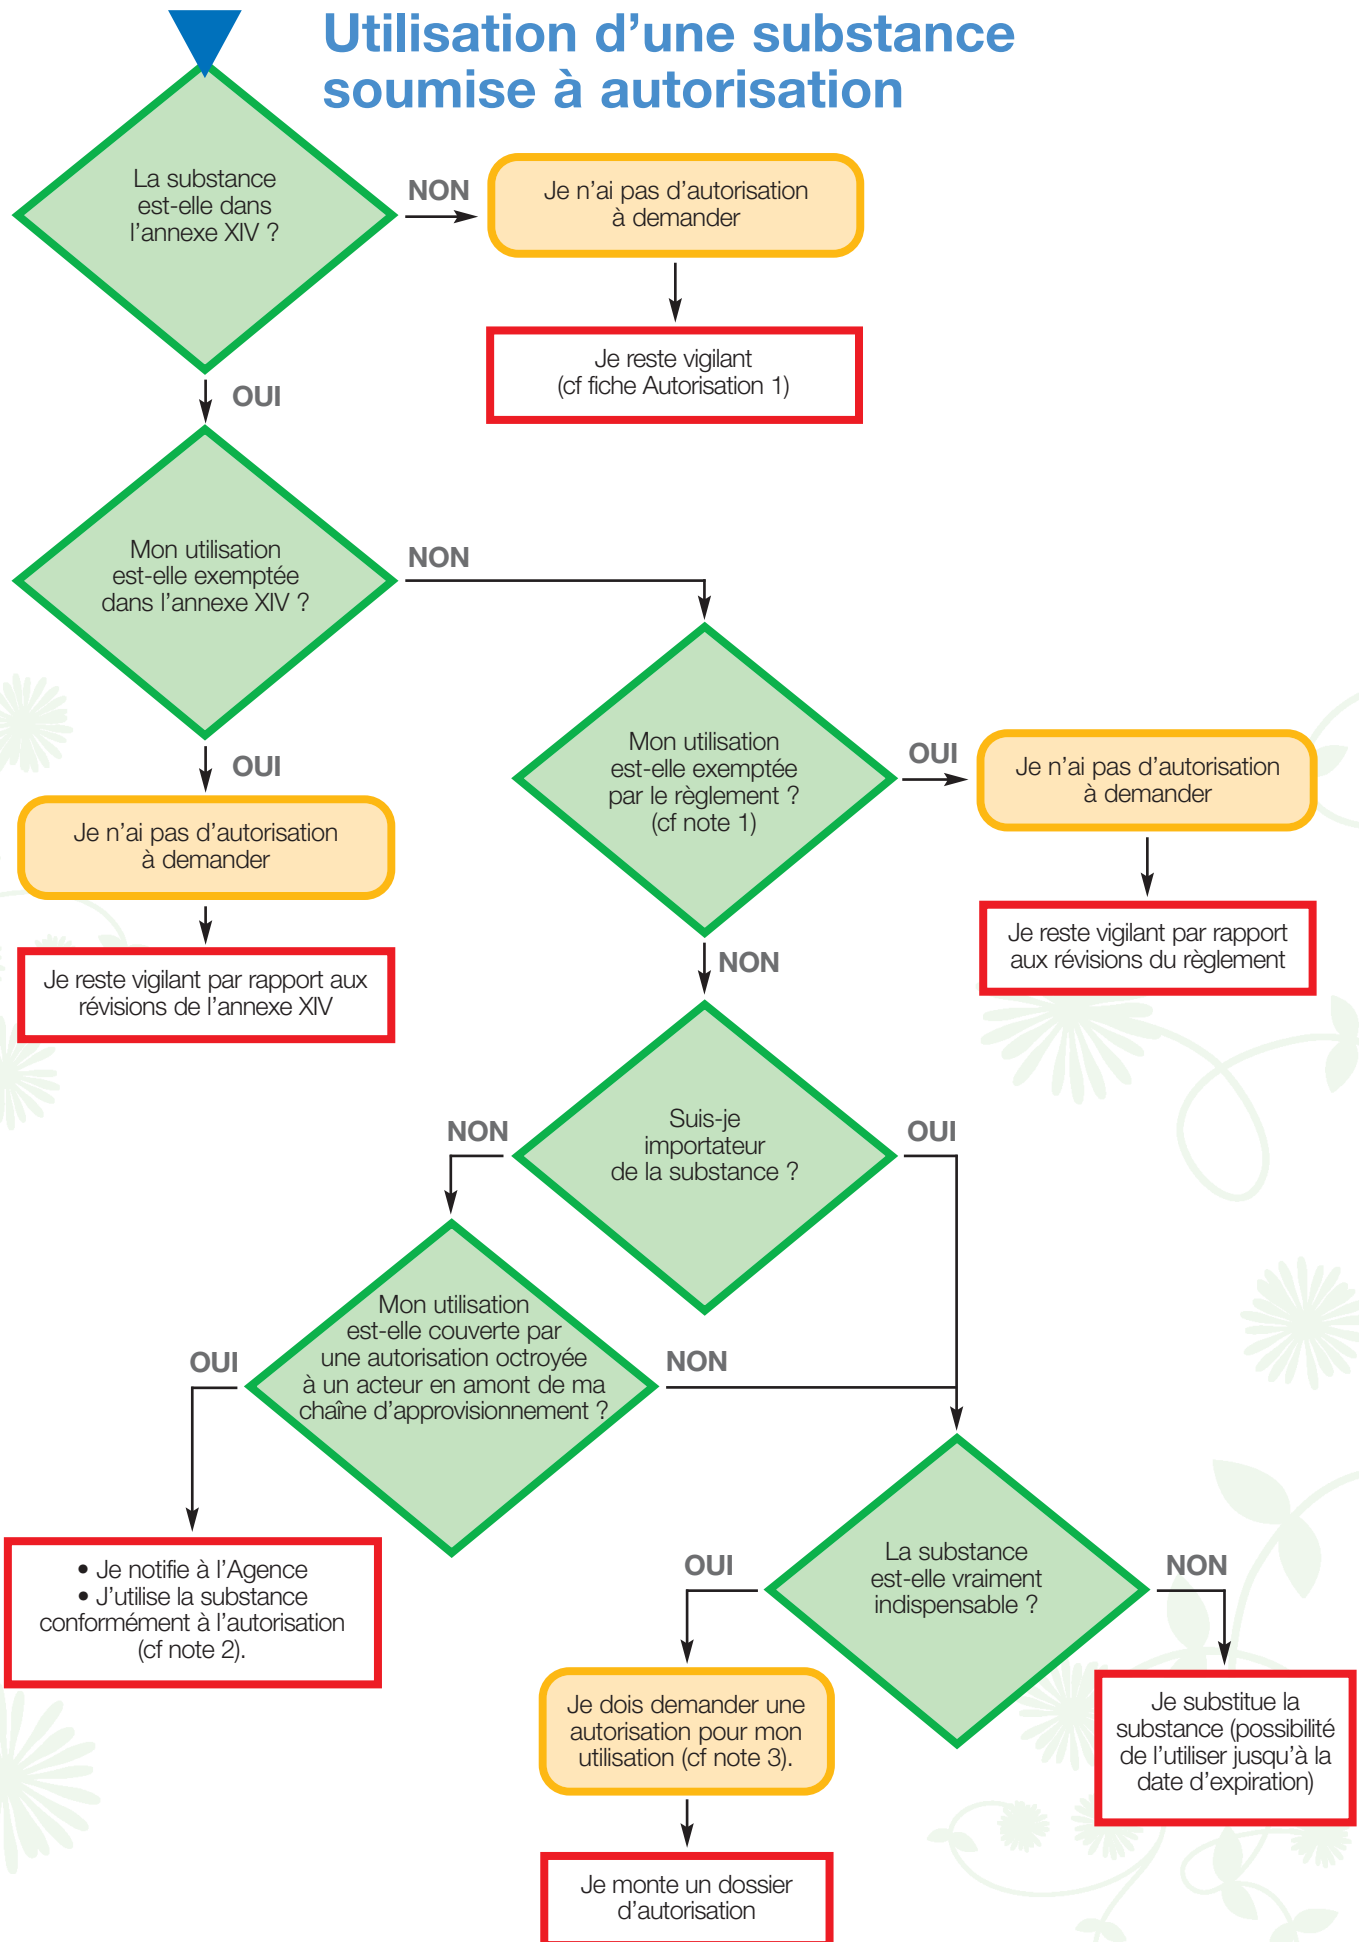 Utilisation d’une substance
soumise à autorisation
La substance
est-elle dans
l’annexe XIV ?
NON
Je n’ai pas d’autorisation
à demander
Je reste vigilant
(cf fiche Autorisation 1)
OUI
Mon utilisation
est-elle exemptée
dans l’annexe XIV ?
NON
OUI
Je n’ai pas d’autorisation
à demander
Je reste vigilant par rapport aux
révisions de l’annexe XIV
Mon utilisation
est-elle exemptée
par le règlement ?
(cf note 1)
OUI
Je n’ai pas d’autorisation
à demander
Je reste vigilant par rapport
aux révisions du règlement
NON
Suis-je
importateur
de la substance ?
NON
OUI
Mon utilisation
est-elle couverte par
une autorisation octroyée
à un acteur en amont de ma
chaîne d’approvisionnement ?
OUI
NON
• Je notifie à l’Agence
• J’utilise la substance
conformément à l’autorisation
(cf note 2).
La substance
est-elle vraiment
indispensable ?
OUI
NON
Je dois demander une
autorisation pour mon
utilisation (cf note 3).
Je substitue la
substance (possibilité
de l’utiliser jusqu’à la
date d’expiration)
Je monte un dossier
d’autorisation